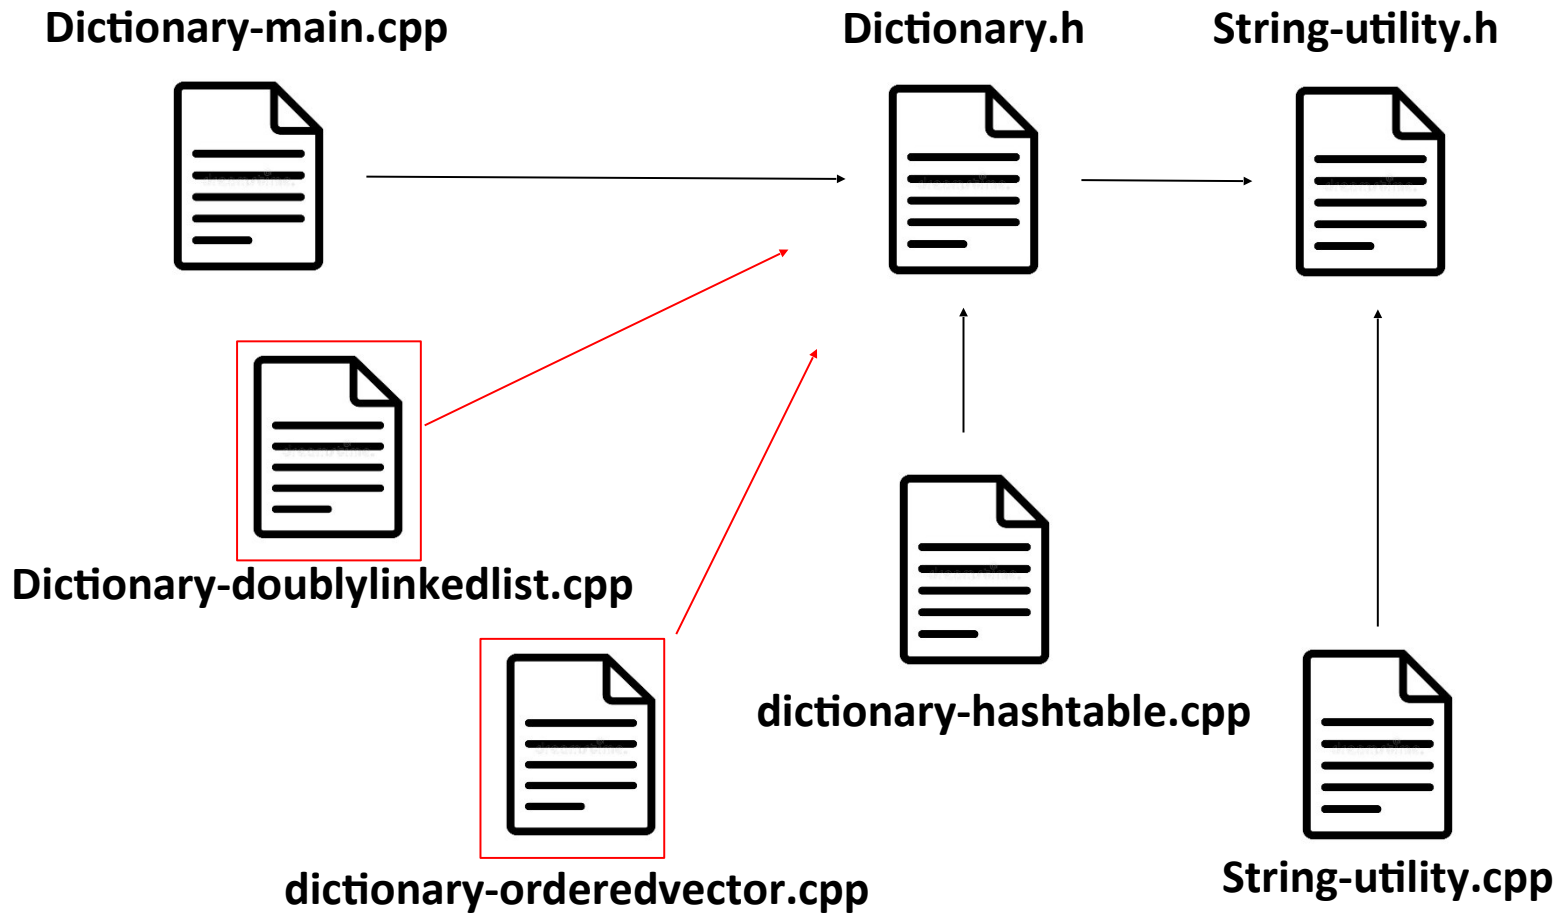 Dictionary-main.cpp
Dictionary.h
String-utility.h
Dictionary-doublylinkedlist.cpp
dictionary-hashtable.cpp
dictionary-orderedvector.cpp
String-utility.cpp